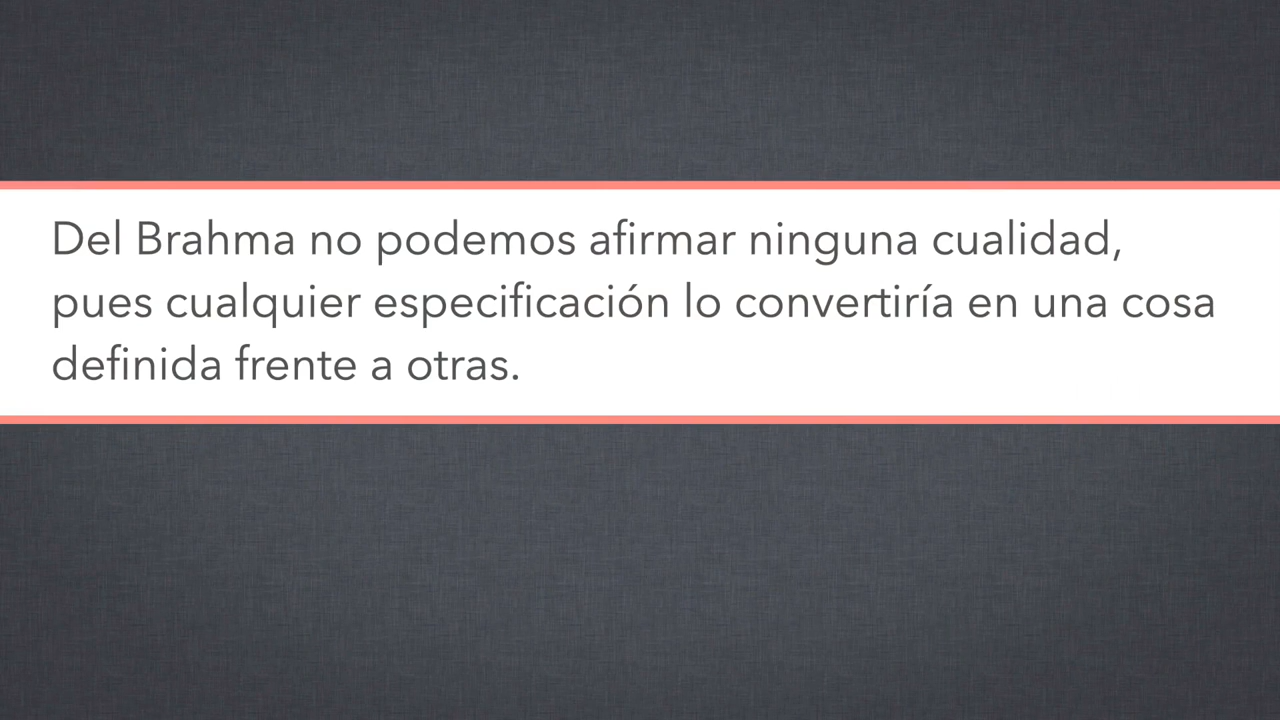 Del Brahma no podemos afirmar ninguna cualidad,
pues cualquier especificación lo convertiría en una cosa
definida frente a otras.